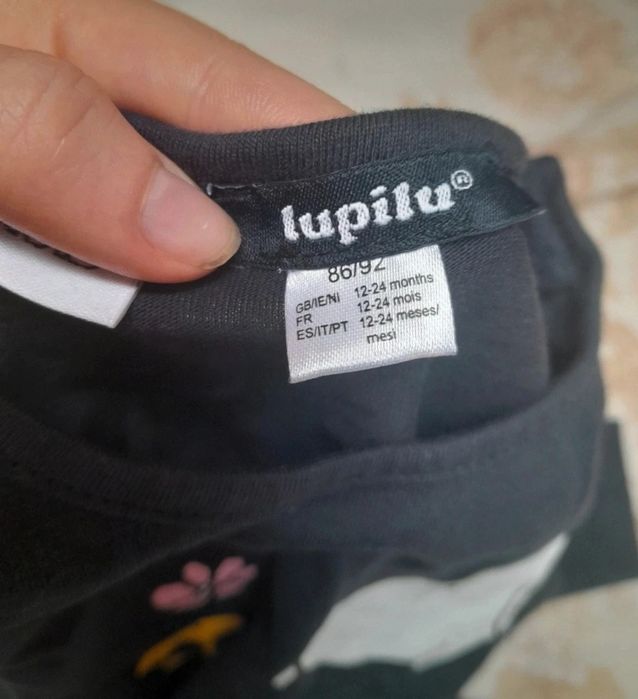 lupilu®
86/92
GB/IE/NI 12-24 months
FR 12-24 mois
ES/IT/PT 12-24 meses/
mesi